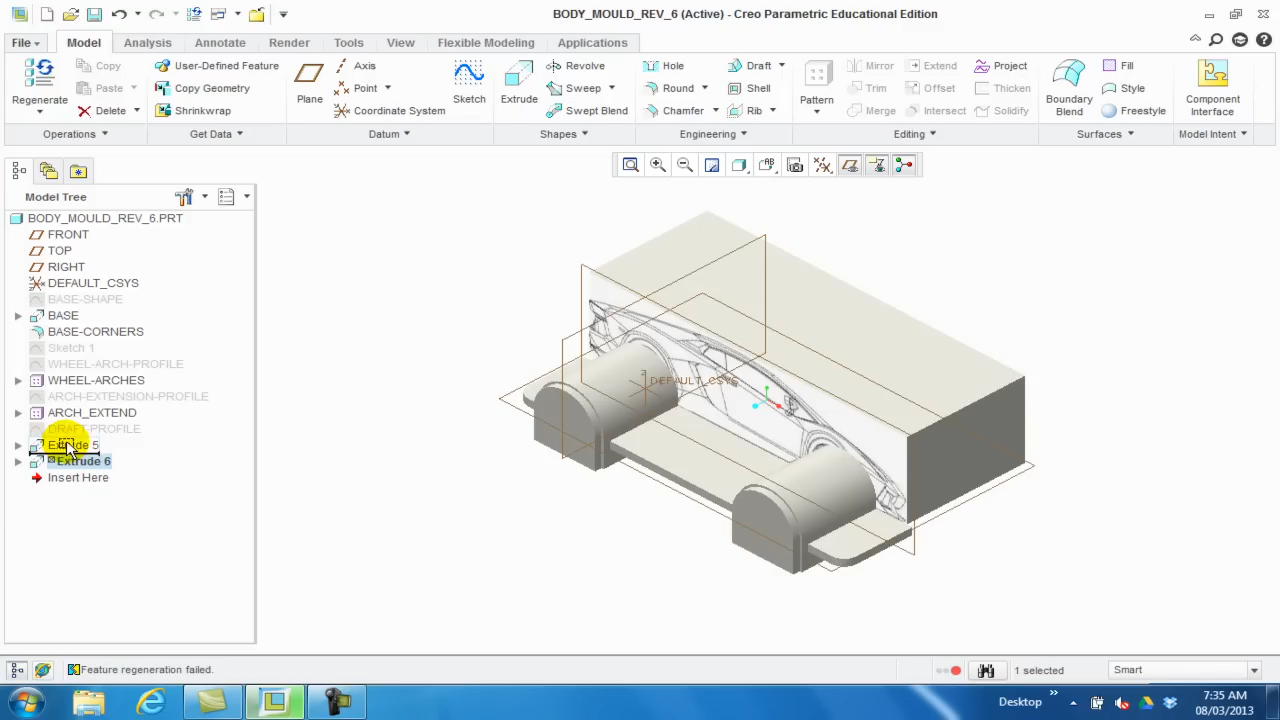 BODY_MOULD_REV_6 (Active) - Creo Parametric Educational Edition
File Model Analysis Annotate Render Tools View Flexible Modeling Applications
Regenerate
Copy
Paste
Delete
User-Defined Feature
Copy Geometry
Shrinkwrap
Plane
Axis
Point
Coordinate System
Sketch
Extrude
Revolve
Sweep
Swept Blend
Hole
Round
Chamfer
Draft
Shell
Rib
Pattern
Mirror
Trim
Merge
Extend
Offset
Intersect
Project
Thicken
Solidify
Boundary
Blend
Fill
Style
Freestyle
Component
Interface
Operations Get Data Datum Shapes Engineering Editing Surfaces Model Intent
Model Tree
BODY_MOULD_REV_6.PRT
FRONT
TOP
RIGHT
DEFAULT_CSYS
BASE-SHAPE
BASE
BASE-CORNERS
Sketch 1
WHEEL-ARCH-PROFILE
WHEEL-ARCHES
ARCH-EXTENSION-PROFILE
ARCH_EXTEND
DRAFT-PROFILE
Extrude 5
Extrude 6
Insert Here
DEFAULT_CSYS
Feature regeneration failed.
1 selected
Smart
Desktop
7:35 AM
08/03/2013